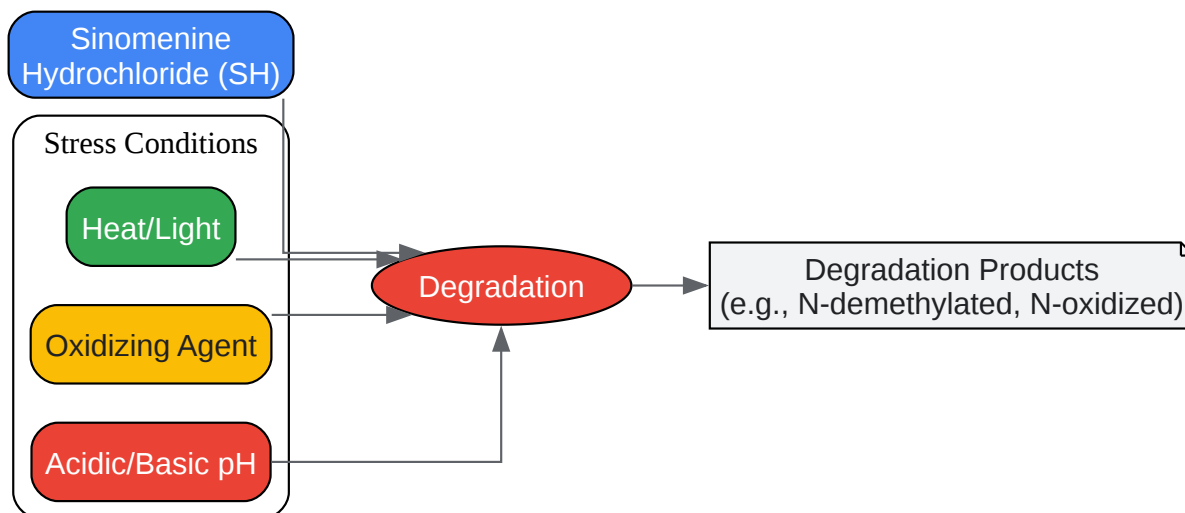 Sinomenine
Hydrochloride (SH)
Stress Conditions
Heat/Light
Oxidizing Agent
Acidic/Basic pH
Degradation
Degradation Products
(e.g., N-demethylated, N-oxidized)